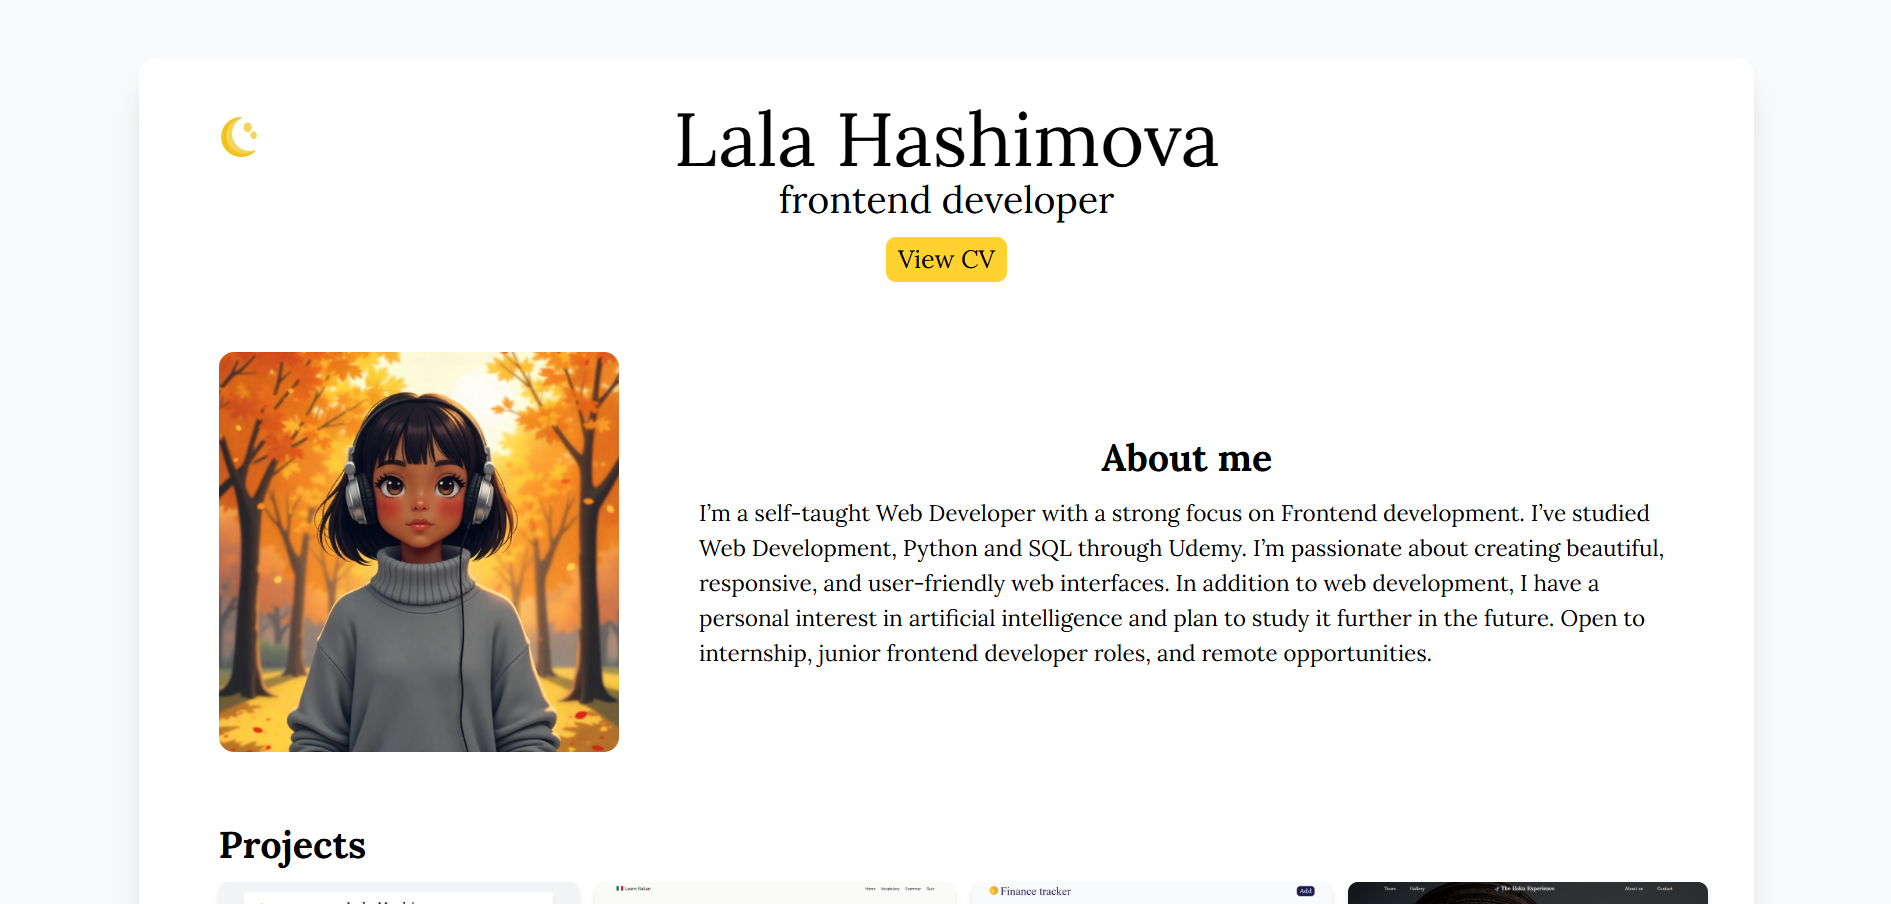 Lala Hashimova
frontend developer
View CV
About me
I’m a self-taught Web Developer with a strong focus on Frontend development. I’ve studied
Web Development, Python and SQL through Udemy. I’m passionate about creating beautiful,
responsive, and user-friendly web interfaces. In addition to web development, I have a
personal interest in artificial intelligence and plan to study it further in the future. Open to
internship, junior frontend developer roles, and remote opportunities.
Projects
Learn Italian
Home Vocabulary Grammar Quiz
Finance tracker
Add
Tours Gallery
The Baku Experience
About us Contact